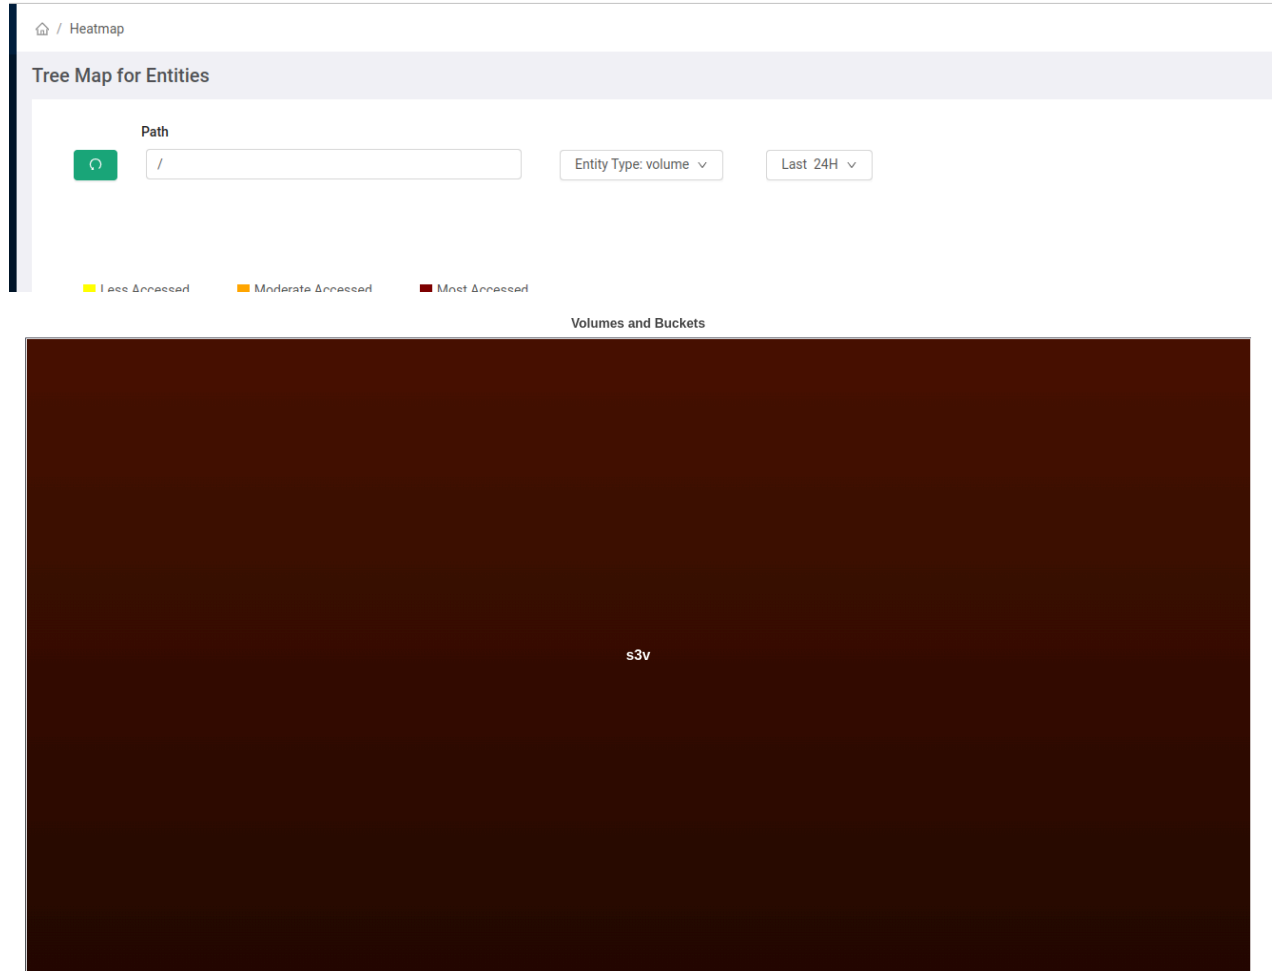 / Heatmap
Tree Map for Entities
Path
/
Entity Type: volume
Last 24H
Less Accessed Moderate Accessed Most Accessed
Volumes and Buckets
s3v